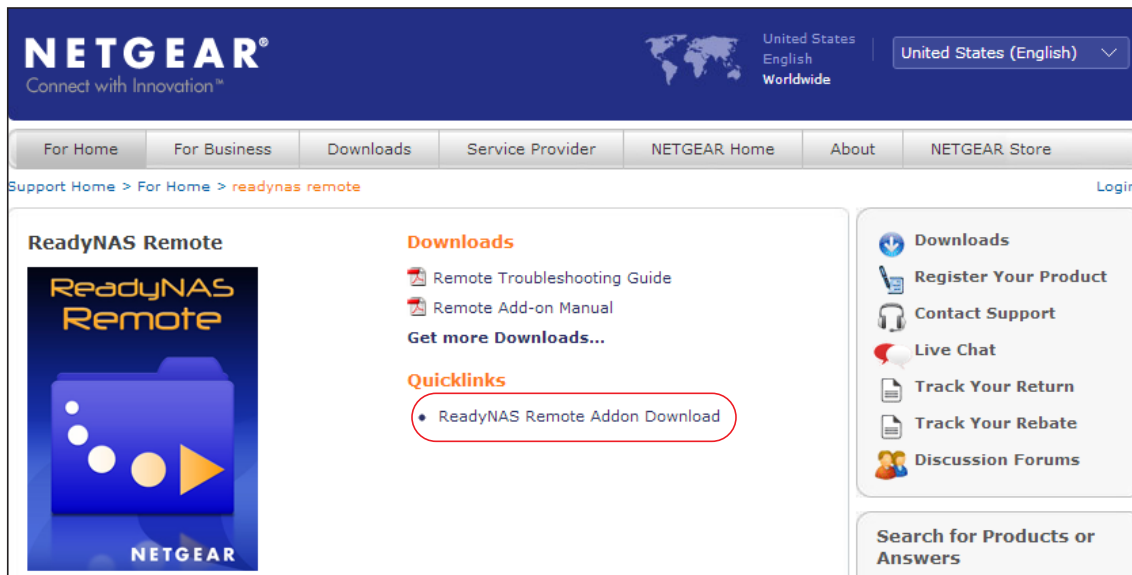 NETGEAR®
Connect with Innovation™
United States
English
Worldwide
United States (English)
For Home
For Business
Downloads
Service Provider
NETGEAR Home
About
NETGEAR Store
Support Home > For Home > readynas remote
Login
ReadyNAS Remote
ReadyNAS
Remote
NETGEAR
Downloads
Remote Troubleshooting Guide
Remote Add-on Manual
Get more Downloads...
Quicklinks
• ReadyNAS Remote Addon Download
Downloads
Register Your Product
Contact Support
Live Chat
Track Your Return
Track Your Rebate
Discussion Forums
Search for Products or
Answers